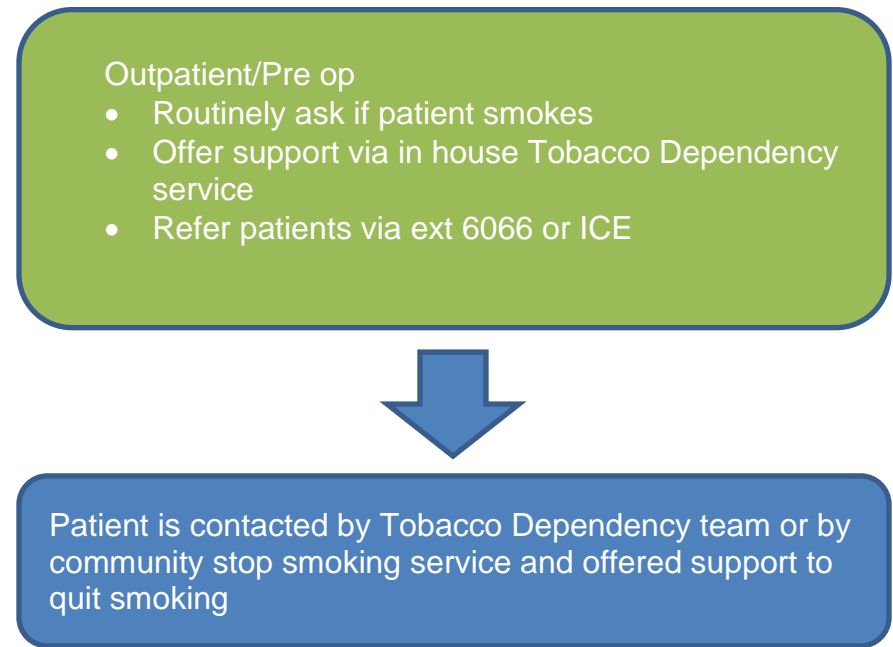 Outpatient/Pre op
• Routinely ask if patient smokes
• Offer support via in house Tobacco Dependency
service
• Refer patients via ext 6066 or ICE
Patient is contacted by Tobacco Dependency team or by
community stop smoking service and offered support to
quit smoking